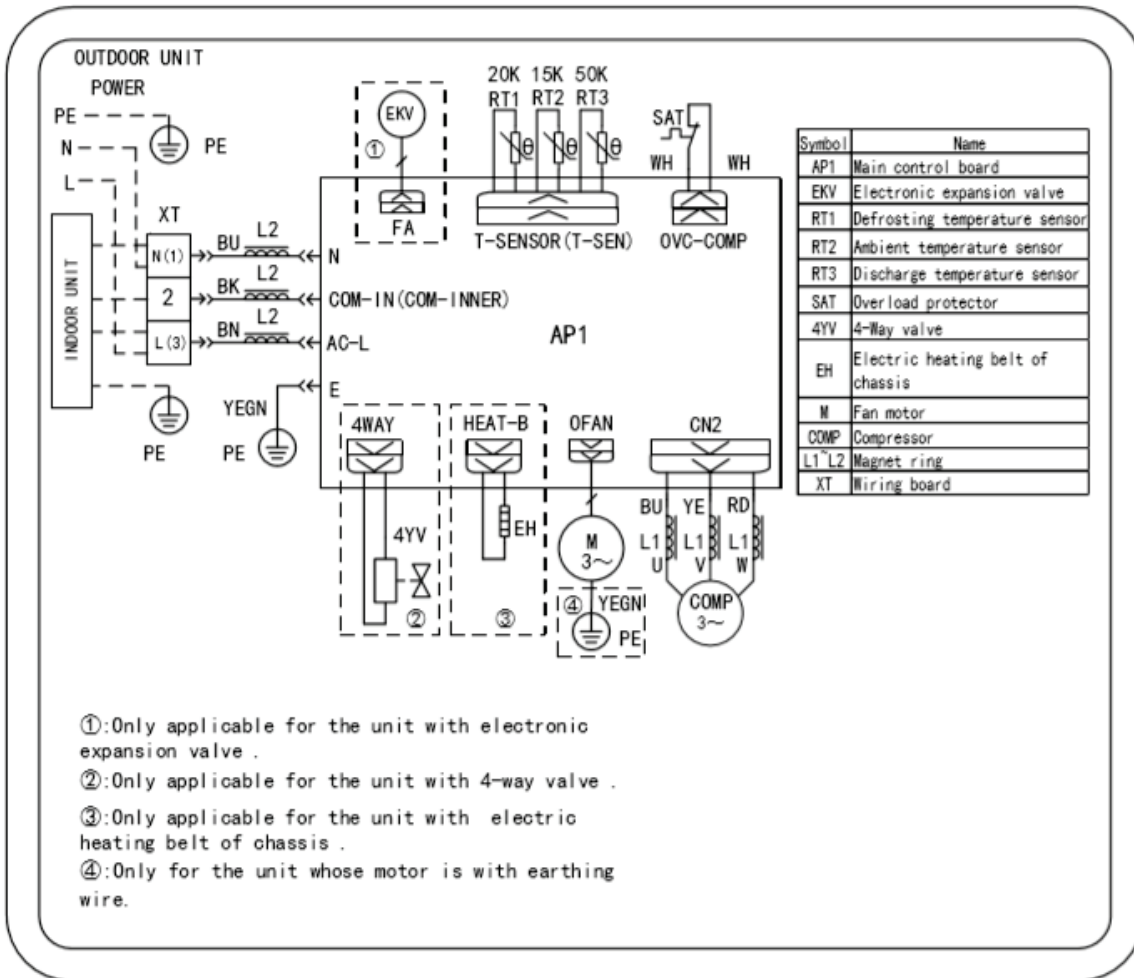 OUTDOOR UNIT
POWER
PE
PE
N
L
XT
INDOOR UNIT
N(1)
2
L(3)
BU
L2
BK
L2
BN
L2
N
COM-IN(COM-INNER)
AC-L
E
YEGN
PE
PE
EKV
①
FA
20K 15K 50K
RT1 RT2 RT3
θ θ θ
T-SENSOR(T-SEN)
SAT
WH WH
OVC-COMP
AP1
4WAY
4YV
②
HEAT-B
EH
③
OFAN
M
3~
④ YEGN
PE
CN2
BU YE RD
L1 L1 L1
U V W
COMP
3~
Symbol Name
AP1 Main control board
EKV Electronic expansion valve
RT1 Defrosting temperature sensor
RT2 Ambient temperature sensor
RT3 Discharge temperature sensor
SAT Overload protector
4YV 4-Way valve
EH Electric heating belt of
chassis
M Fan motor
COMP Compressor
L1~L2 Magnet ring
XT Wiring board
①:Only applicable for the unit with electronic
expansion valve .
②:Only applicable for the unit with 4-way valve .
③:Only applicable for the unit with electric
heating belt of chassis .
④:Only for the unit whose motor is with earthing
wire.